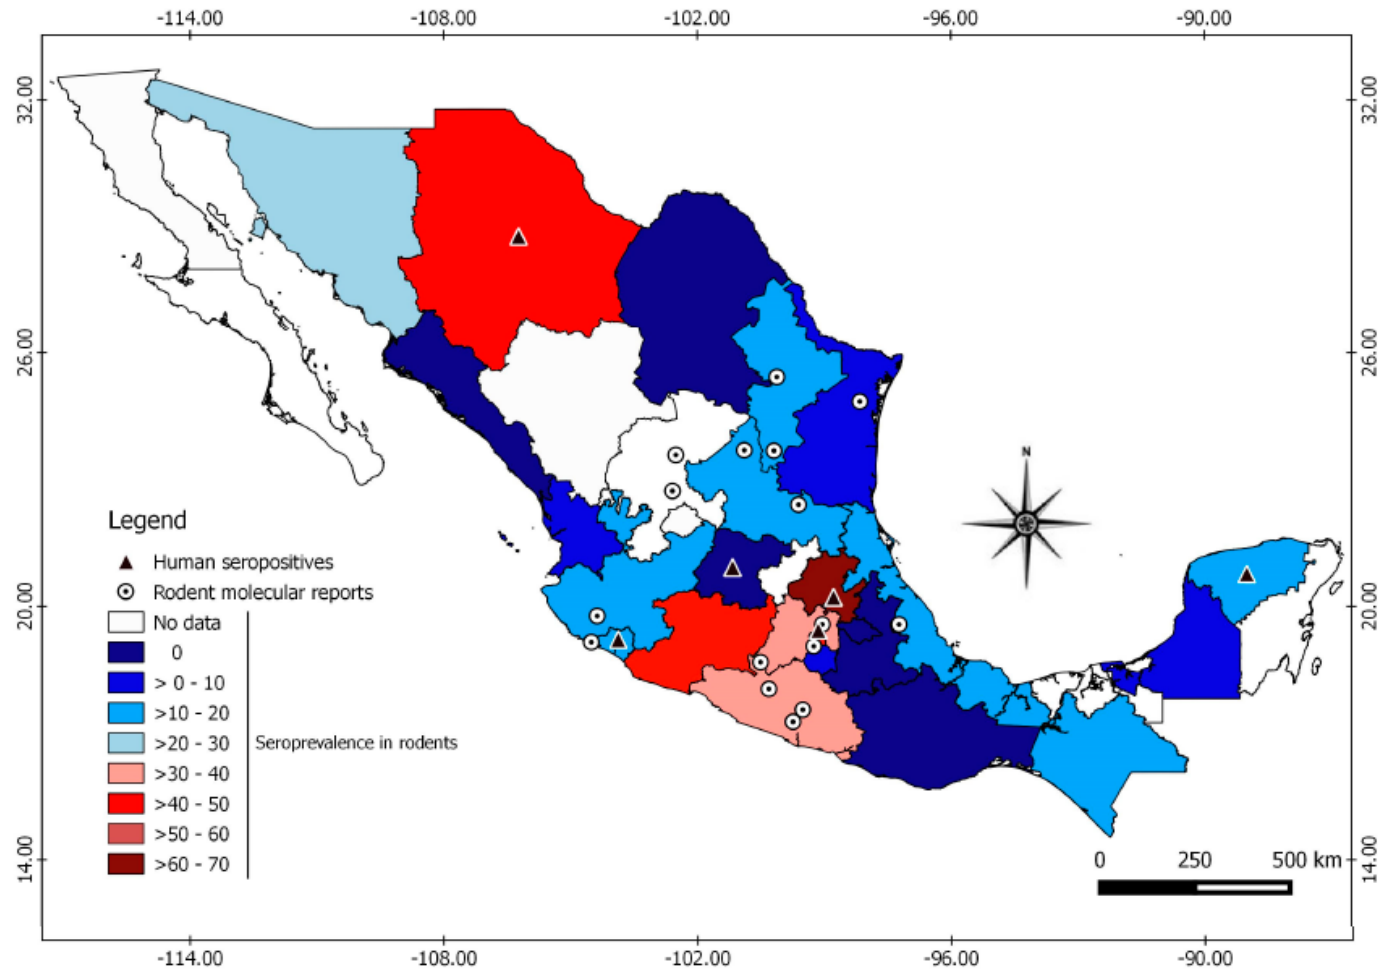 -114.00 -108.00 -102.00 -96.00 -90.00
32.00 32.00
26.00 26.00
N
Legend
Human seropositives
Rodent molecular reports
No data
0
> 0 - 10
>10 - 20
>20 - 30 Seroprevalence in rodents
>30 - 40
>40 - 50
>50 - 60
>60 - 70
20.00 20.00
0 250 500 km
14.00 14.00
-114.00 -108.00 -102.00 -96.00 -90.00